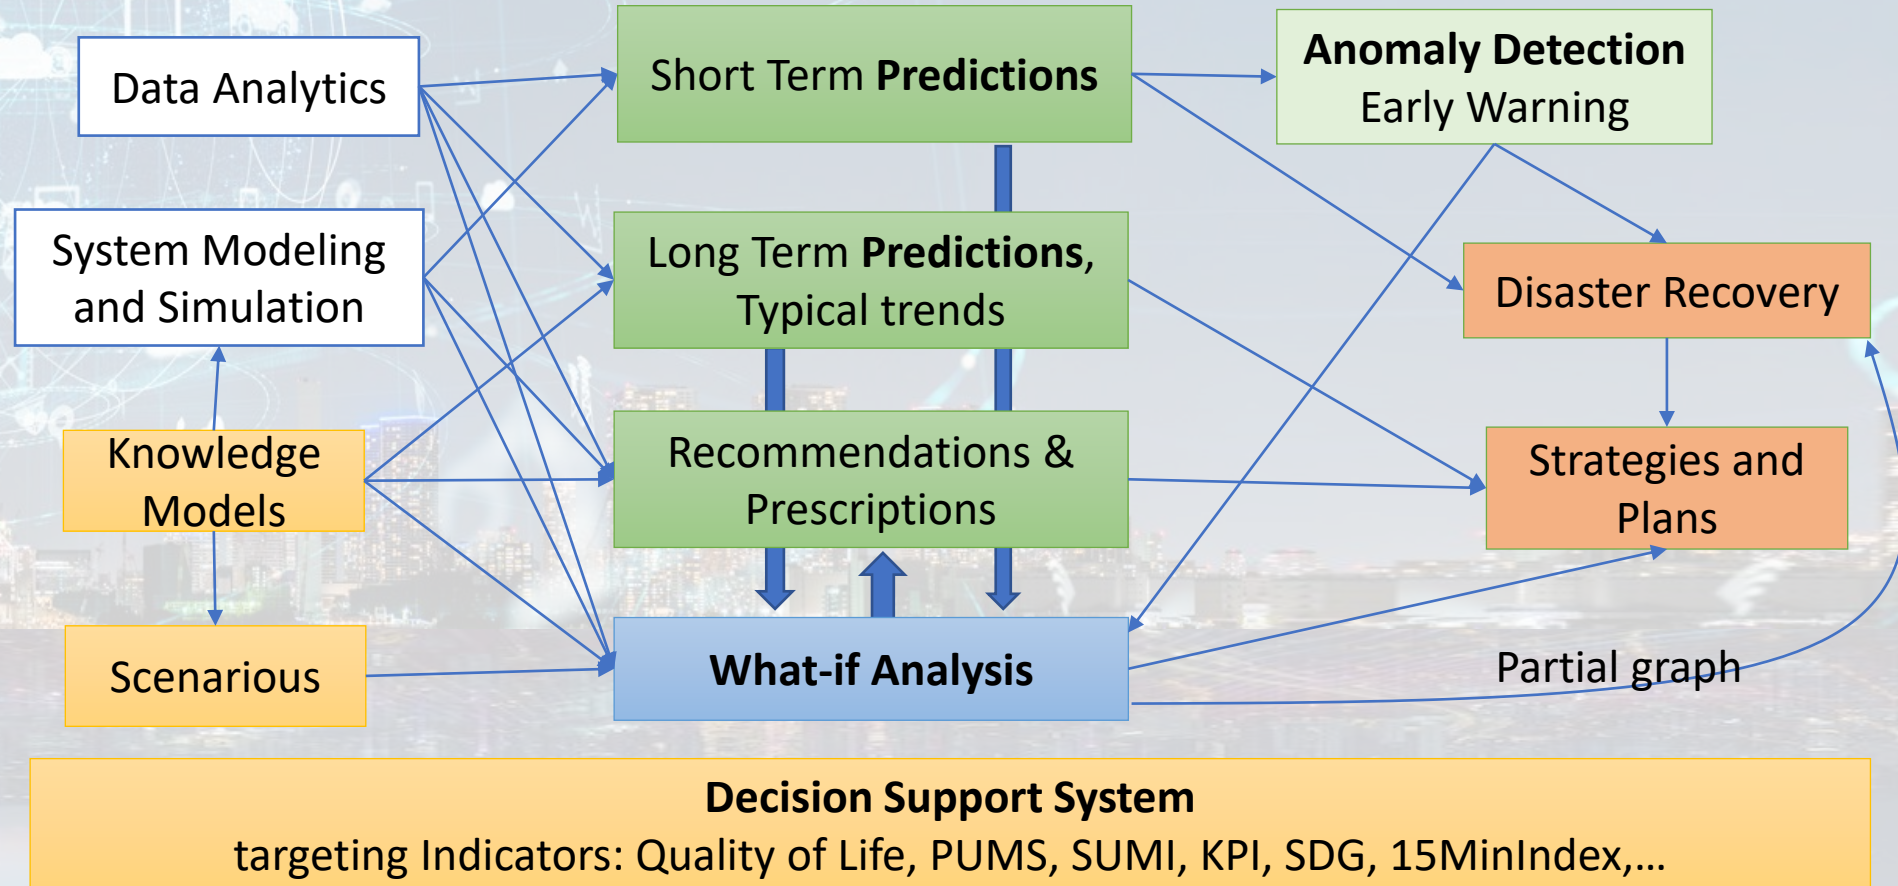 Data Analytics
Short Term Predictions
Anomaly Detection
Early Warning
System Modeling
and Simulation
Long Term Predictions,
Typical trends
Disaster Recovery
Knowledge
Models
Recommendations &
Prescriptions
Strategies and
Plans
Scenarious
What-if Analysis
Partial graph
Decision Support System
targeting Indicators: Quality of Life, PUMS, SUMI, KPI, SDG, 15MinIndex,...